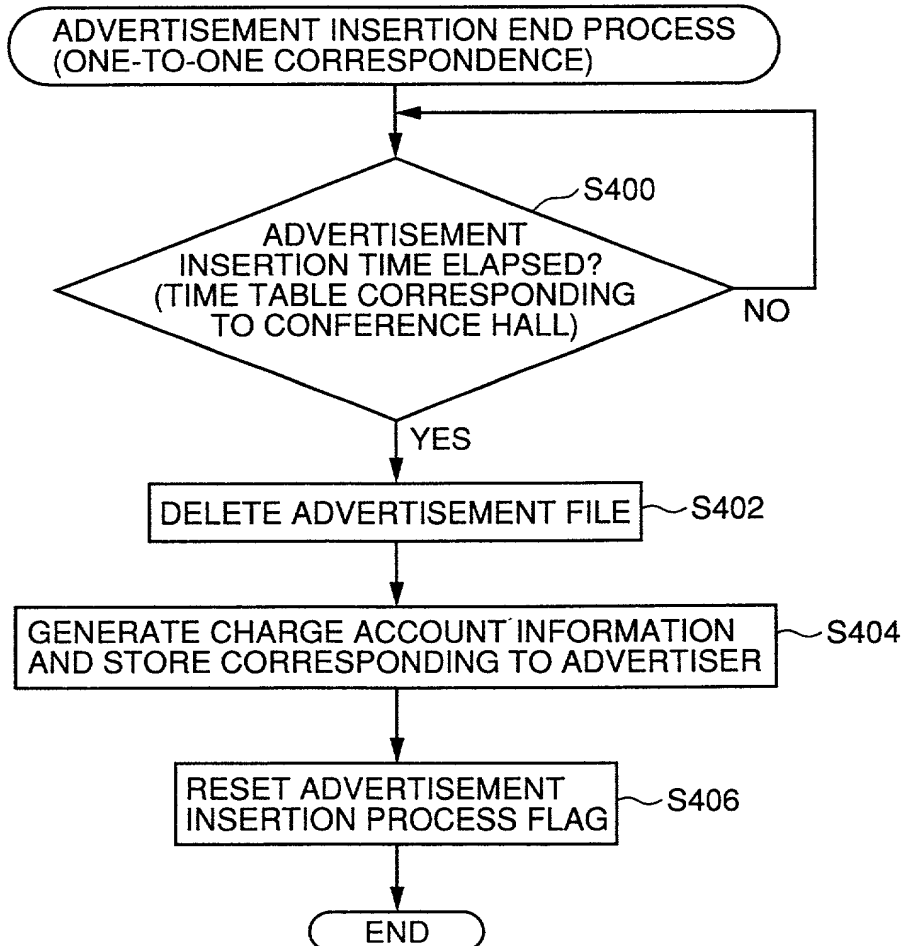 ADVERTISEMENT INSERTION END PROCESS
(ONE-TO-ONE CORRESPONDENCE)
S400
ADVERTISEMENT
INSERTION TIME ELAPSED?
(TIME TABLE CORRESPONDING
TO CONFERENCE HALL)
NO
YES
DELETE ADVERTISEMENT FILE
S402
GENERATE CHARGE ACCOUNT INFORMATION
AND STORE CORRESPONDING TO ADVERTISER
S404
RESET ADVERTISEMENT
INSERTION PROCESS FLAG
S406
END